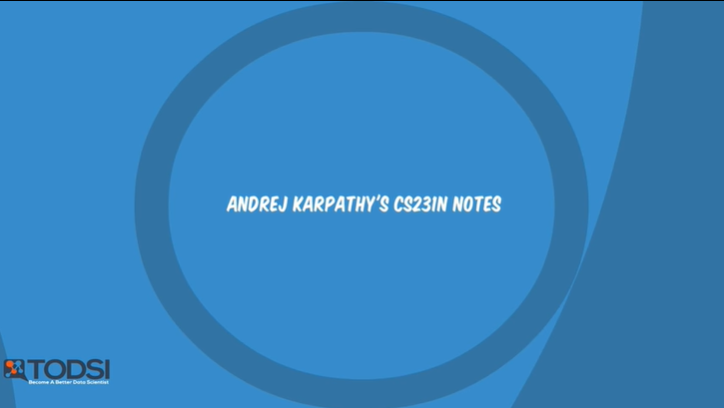 ANDREJ KARPATHY'S CS231N NOTES
TODSI
Become A Better Data Scientist